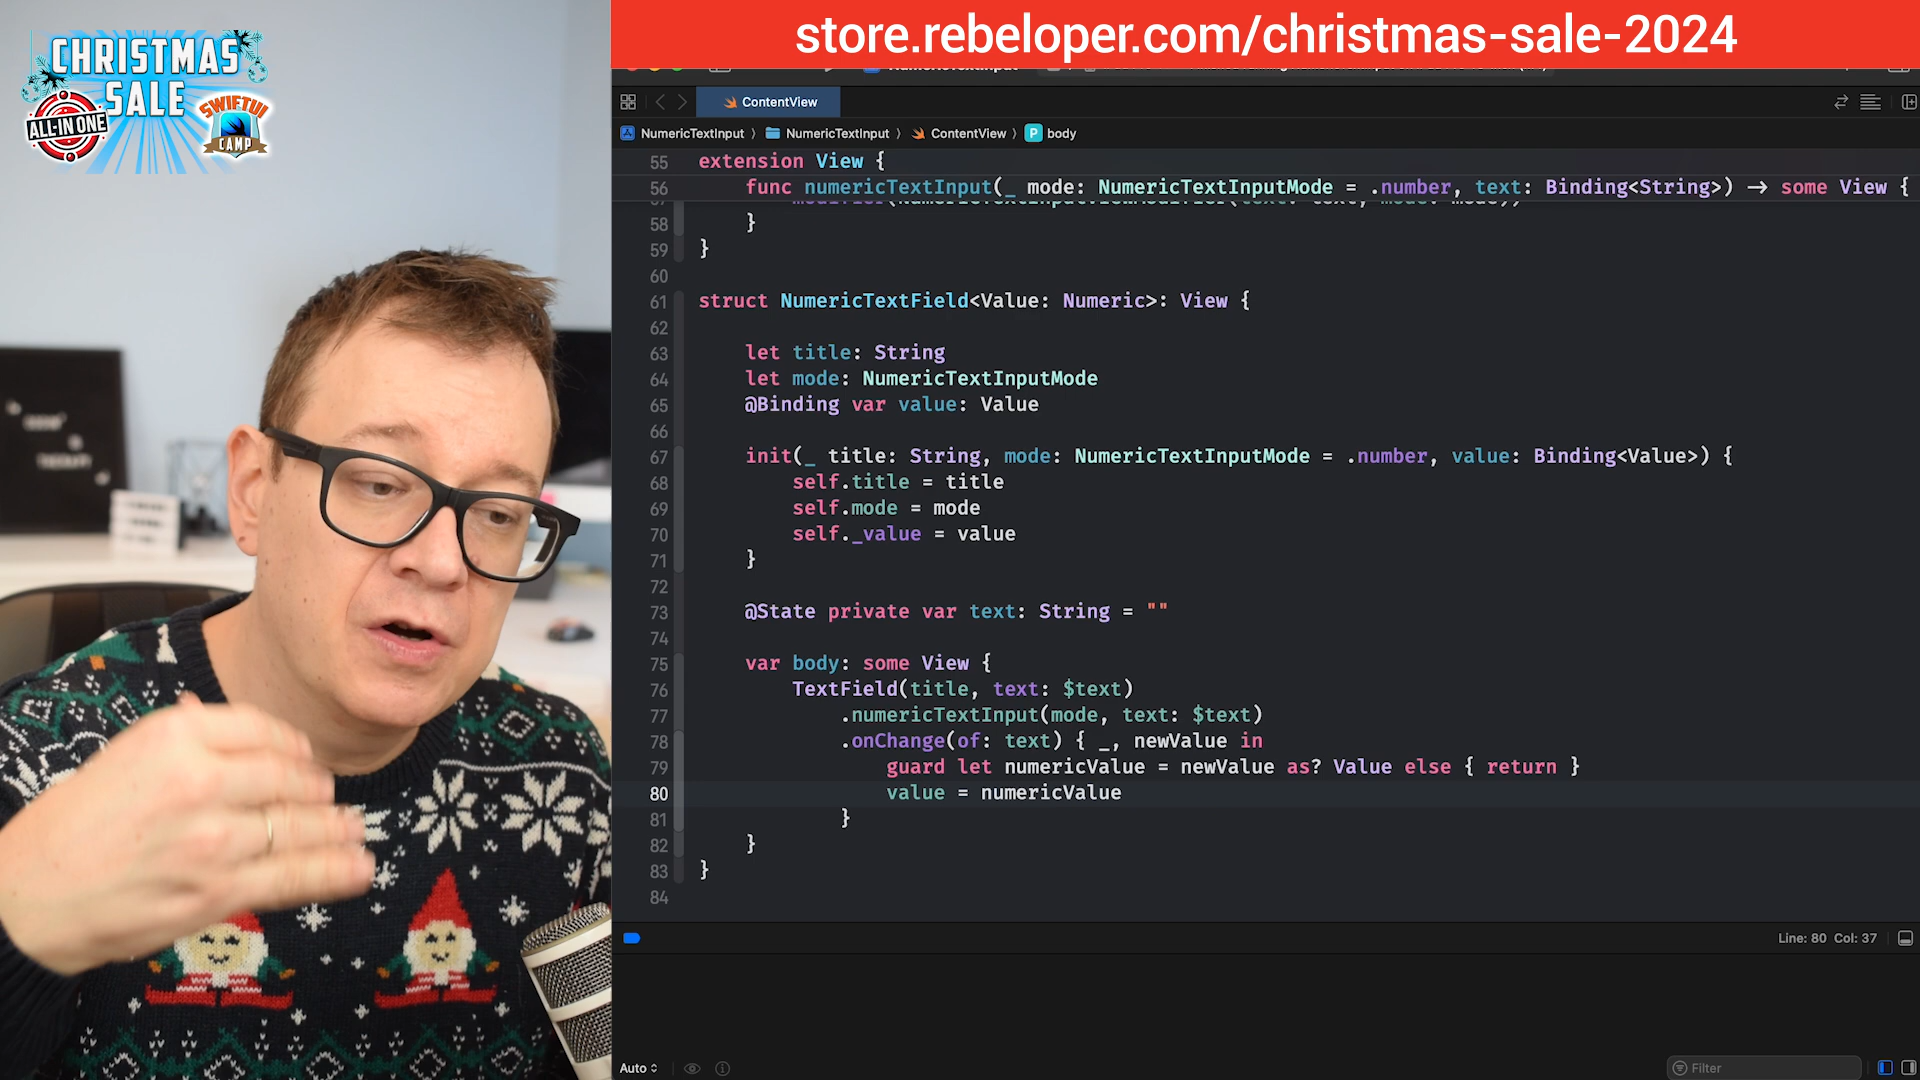 store.rebeloper.com/christmas-sale-2024
CHRISTMAS
SALE
ALL-IN ONE
SWIFTUI
CAMP
ContentView
NumericTextInput 〉 NumericTextInput 〉 ContentView 〉 P body
55 extension View {
56 func numericTextInput(_ mode: NumericTextInputMode = .number, text: Binding<String>) -> some View {
58 }
59 }
60
61 struct NumericTextField<Value: Numeric>: View {
62
63 let title: String
64 let mode: NumericTextInputMode
65 @Binding var value: Value
66
67 init(_ title: String, mode: NumericTextInputMode = .number, value: Binding<Value>) {
68 self.title = title
69 self.mode = mode
70 self._value = value
71 }
72
73 @State private var text: String = ""
74
75 var body: some View {
76 TextField(title, text: $text)
77 .numericTextInput(mode, text: $text)
78 .onChange(of: text) { _, newValue in
79 guard let numericValue = newValue as? Value else { return }
80 value = numericValue
81 }
82 }
83 }
84
Line: 80 Col: 37
Auto
Filter